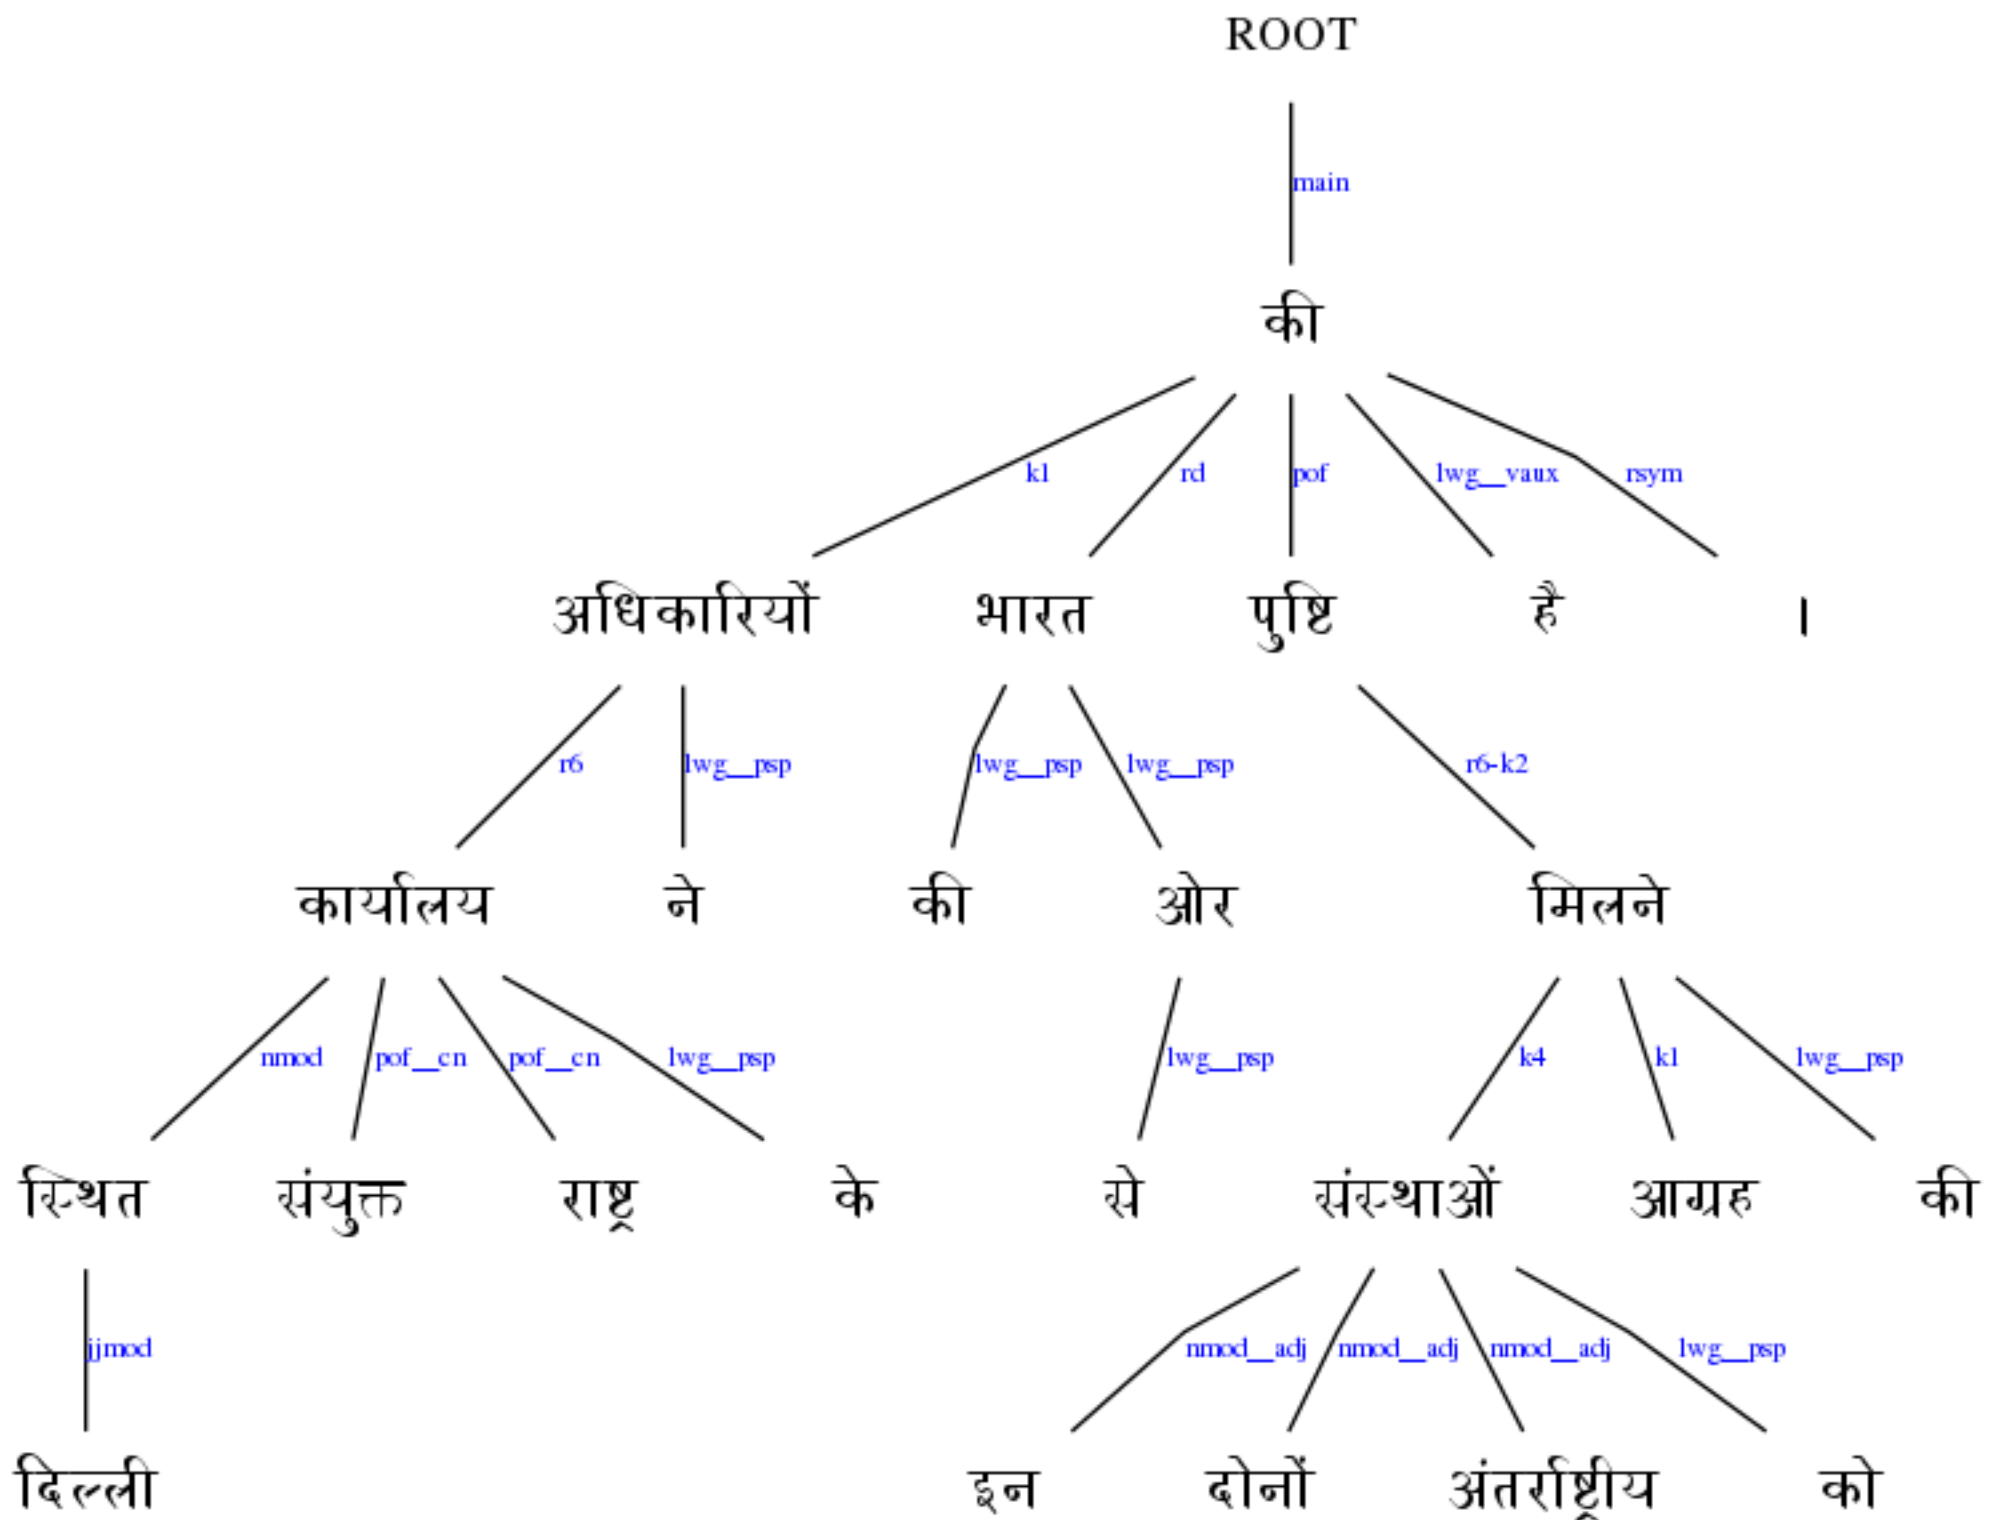 ROOT
main
की
k1 rd pof lwg__vaux rsym
अधिकारियों भारत पुष्टि है ।
r6 lwg__psp lwg__psp lwg__psp r6-k2
कार्यालय ने की ओर मिलने
nmod pof__cn pof__cn lwg__psp lwg__psp k4 k1 lwg__psp
स्थित संयुक्त राष्ट्र के से संस्थाओं आग्रह की
jjmod nmod__adj nmod__adj nmod__adj lwg__psp
दिल्ली इन दोनों अंतर्राष्ट्रीय को